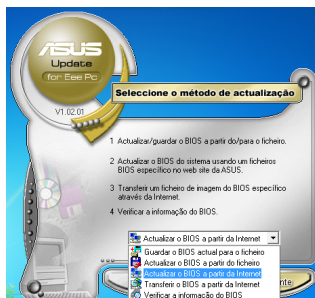 ASUS
Update
for Eee Pc
V1.02.01
Seleccione o método de actualização
1 Actualizar/guardar o BIOS a partir do/para o ficheiro.
2 Actualizar o BIOS do sistema usando um ficheiros
BIOS específico no web site da ASUS.
3 Transferir um ficheiro de imagem do BIOS específico
através da Internet.
4 Verificar a informação do BIOS.
Actualizar o BIOS a partir da Internet
Guardar o BIOS actual para o ficheiro
Actualizar o BIOS a partir do ficheiro
Actualizar o BIOS a partir da Internet
Transferir o BIOS a partir da Internet
Verificar a informação do BIOS